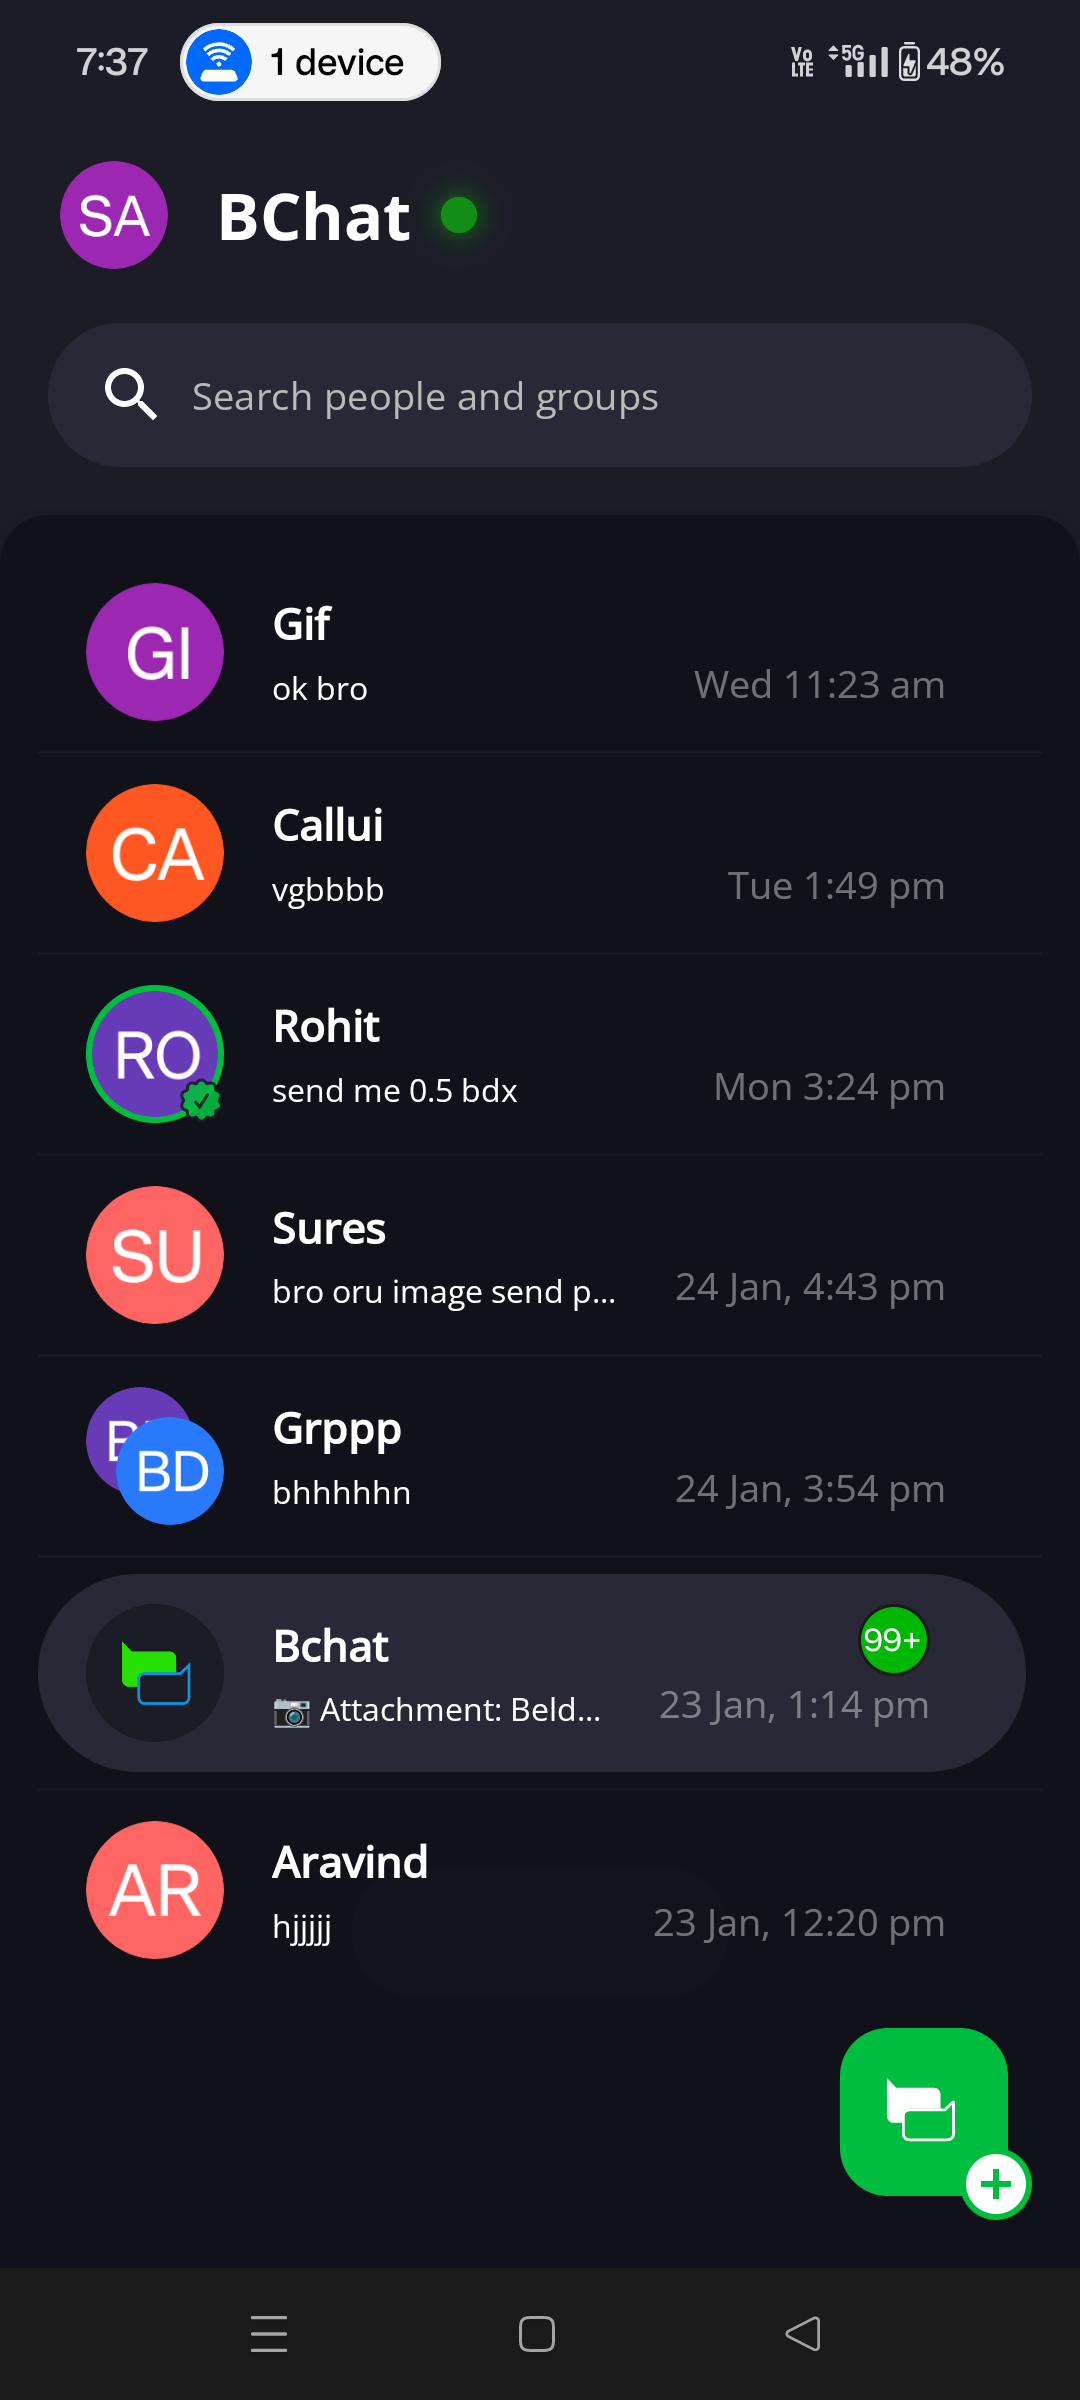 7:37 1 device Vo LTE 5G 48%
SA BChat
Search people and groups
GI Gif
ok bro Wed 11:23 am
CA Callui
vgbbbb Tue 1:49 pm
RO Rohit
send me 0.5 bdx Mon 3:24 pm
SU Sures
bro oru image send p... 24 Jan, 4:43 pm
BD Grppp
bhhhhhn 24 Jan, 3:54 pm
Bchat 99+
📷 Attachment: Beld... 23 Jan, 1:14 pm
AR Aravind
hjjjjj 23 Jan, 12:20 pm